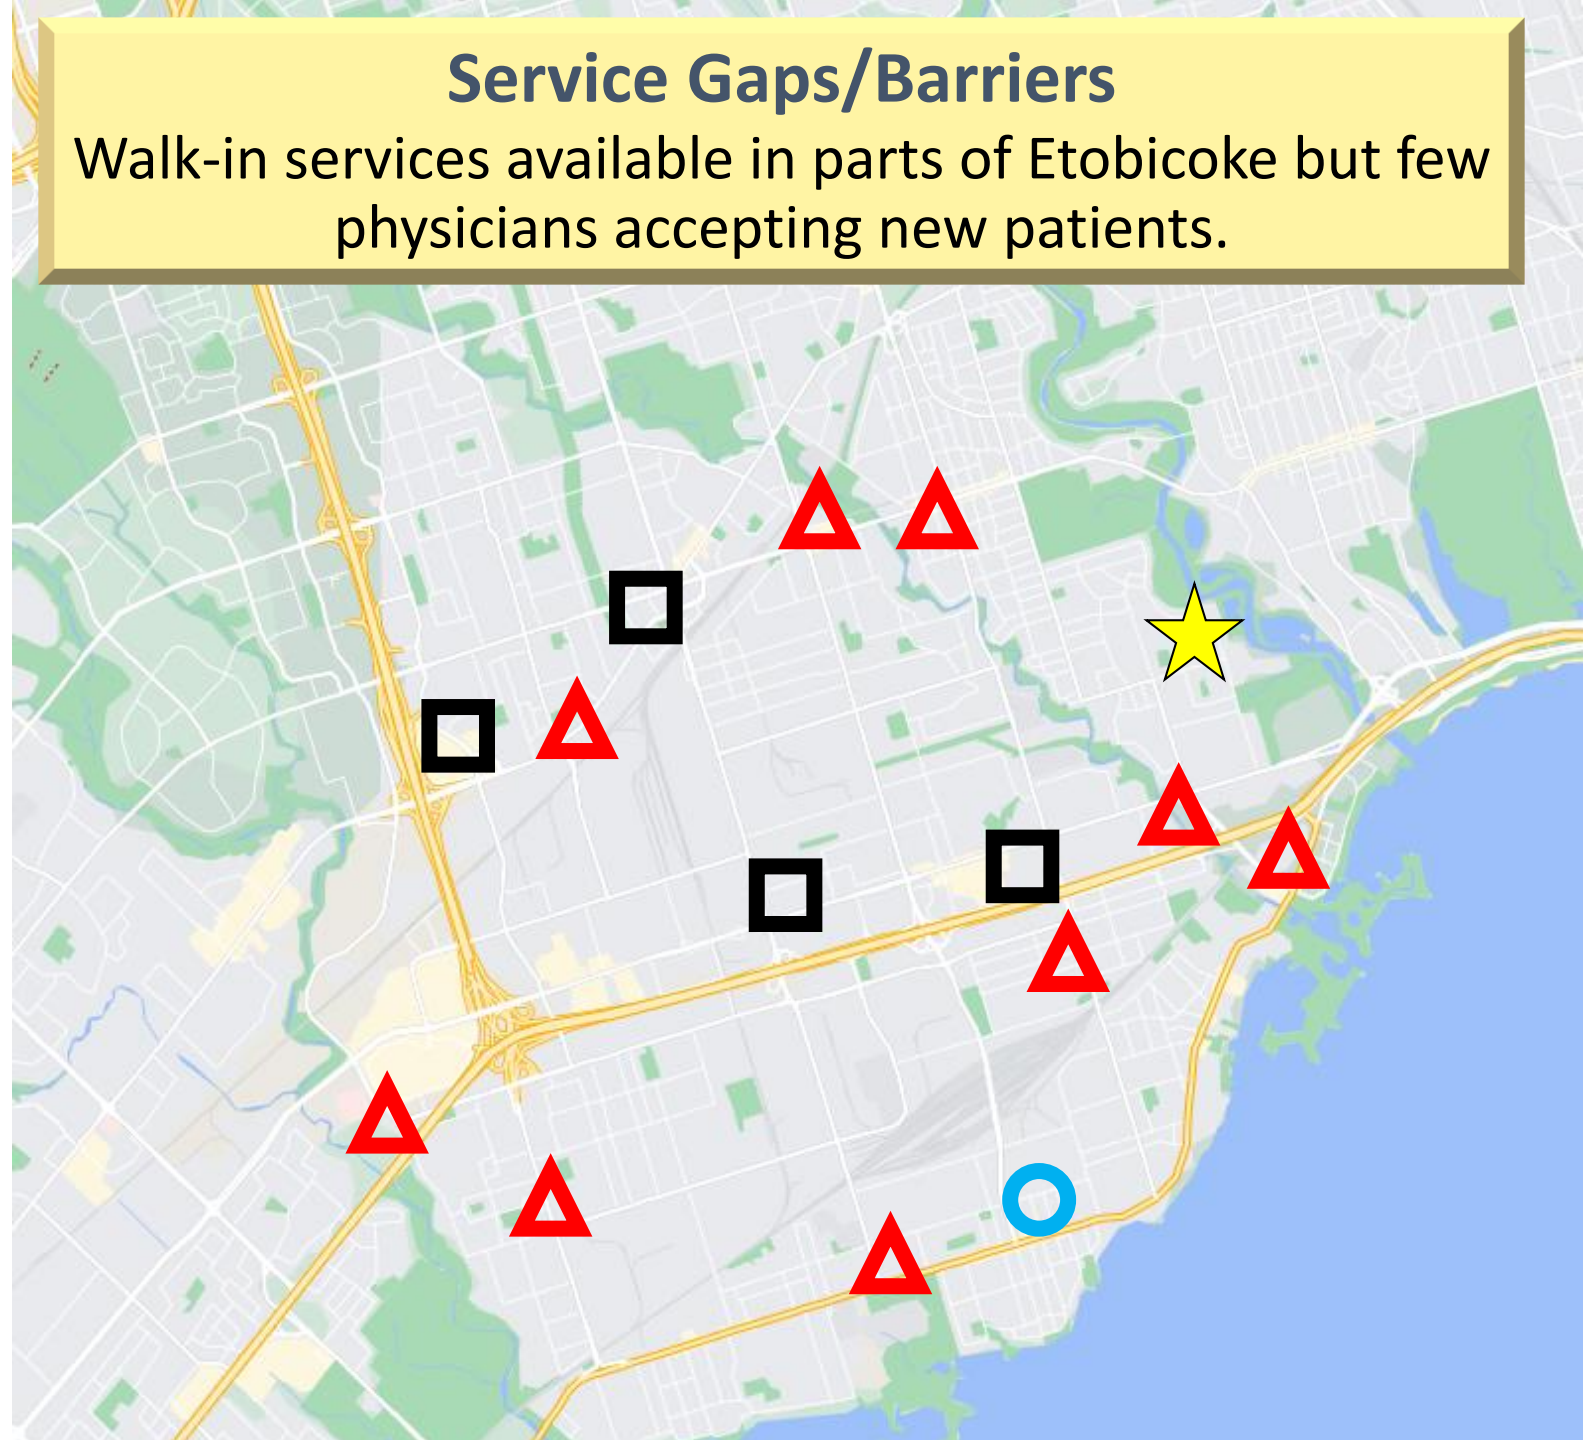 Service Gaps/Barriers
Walk-in services available in parts of Etobicoke but few
physicians accepting new patients.